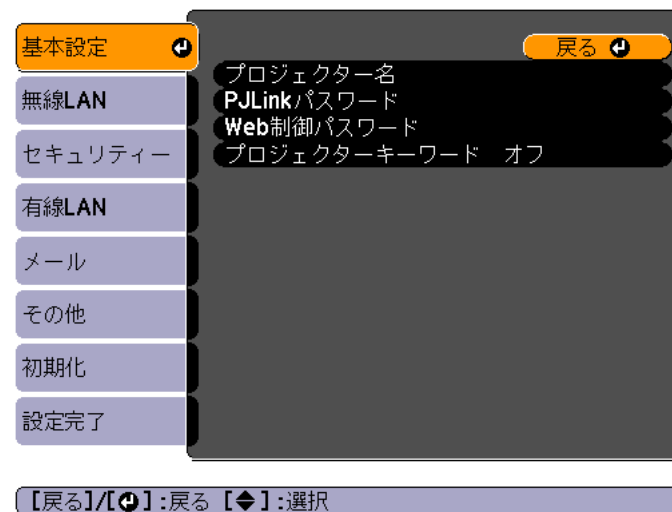 基本設定
戻る
プロジェクター名
無線LAN
PJLinkパスワード
Web制御パスワード
セキュリティー
プロジェクターキーワード オフ
有線LAN
メール
その他
初期化
設定完了
【戻る】/【】:戻る 【】:選択